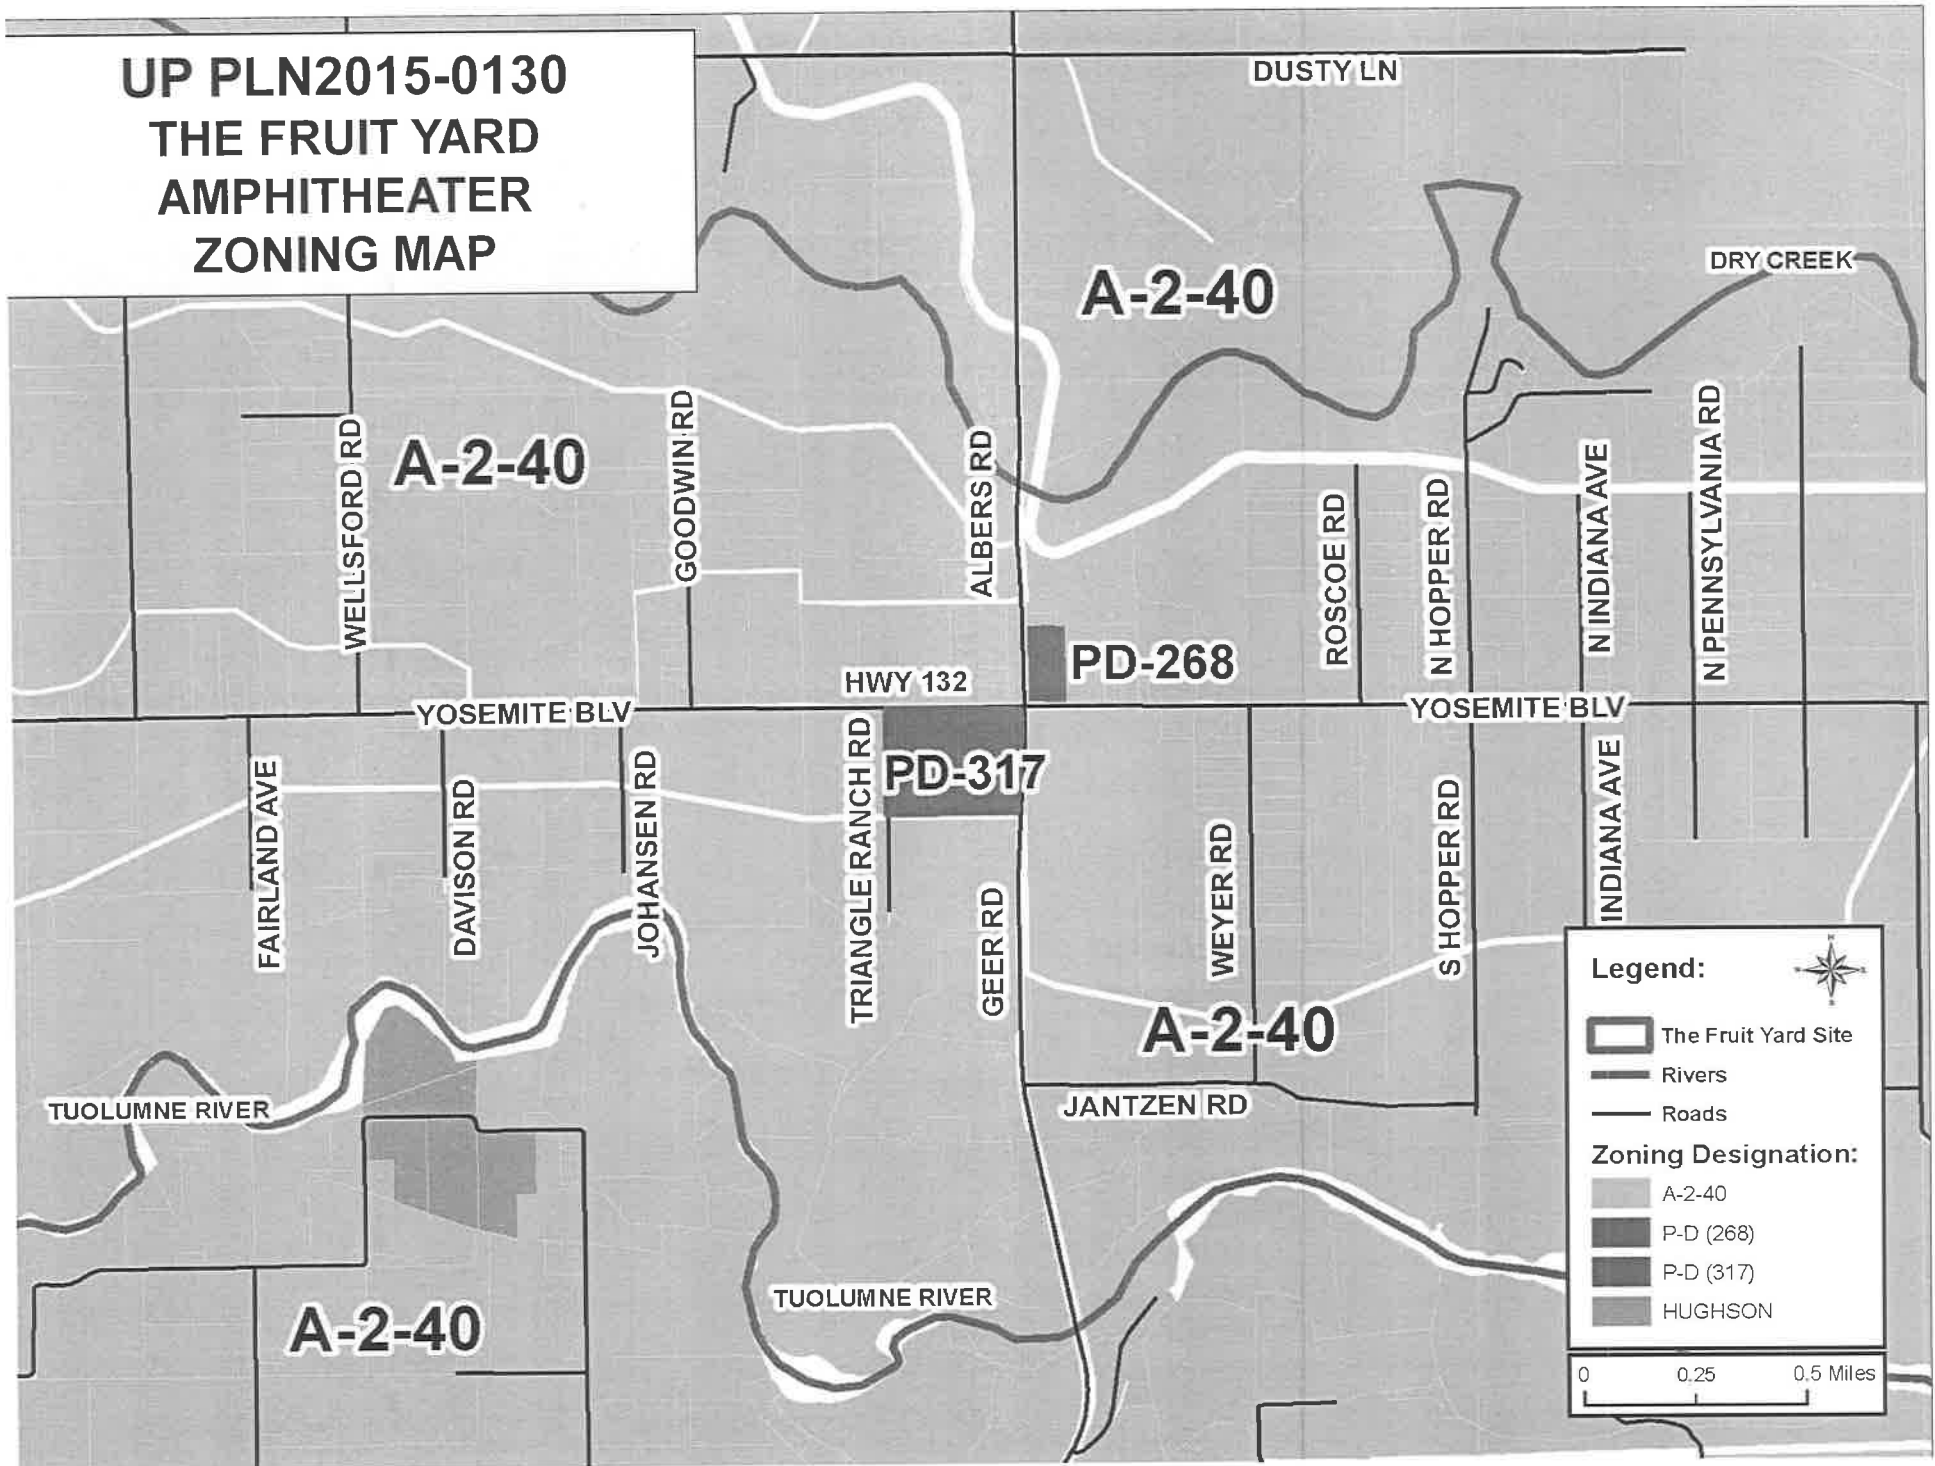 UP PLN2015-0130
THE FRUIT YARD
AMPHITHEATER
ZONING MAP
DUSTY LN
DRY CREEK
A-2-40
A-2-40
WELLSFORD RD
GOODWIN RD
ALBERS RD
ROSCOE RD
N HOPPER RD
N INDIANA AVE
N PENNSYLVANIA RD
PD-268
HWY 132
YOSEMITE BLV
YOSEMITE BLV
PD-317
FAIRLAND AVE
DAVISON RD
JOHANSEN RD
TRIANGLE RANCH RD
GEER RD
WEYER RD
S HOPPER RD
INDIANA AVE
A-2-40
JANTZEN RD
TUOLUMNE RIVER
TUOLUMNE RIVER
A-2-40
Legend:
The Fruit Yard Site
Rivers
Roads
Zoning Designation:
A-2-40
P-D (268)
P-D (317)
HUGHSON
0 0.25 0.5 Miles